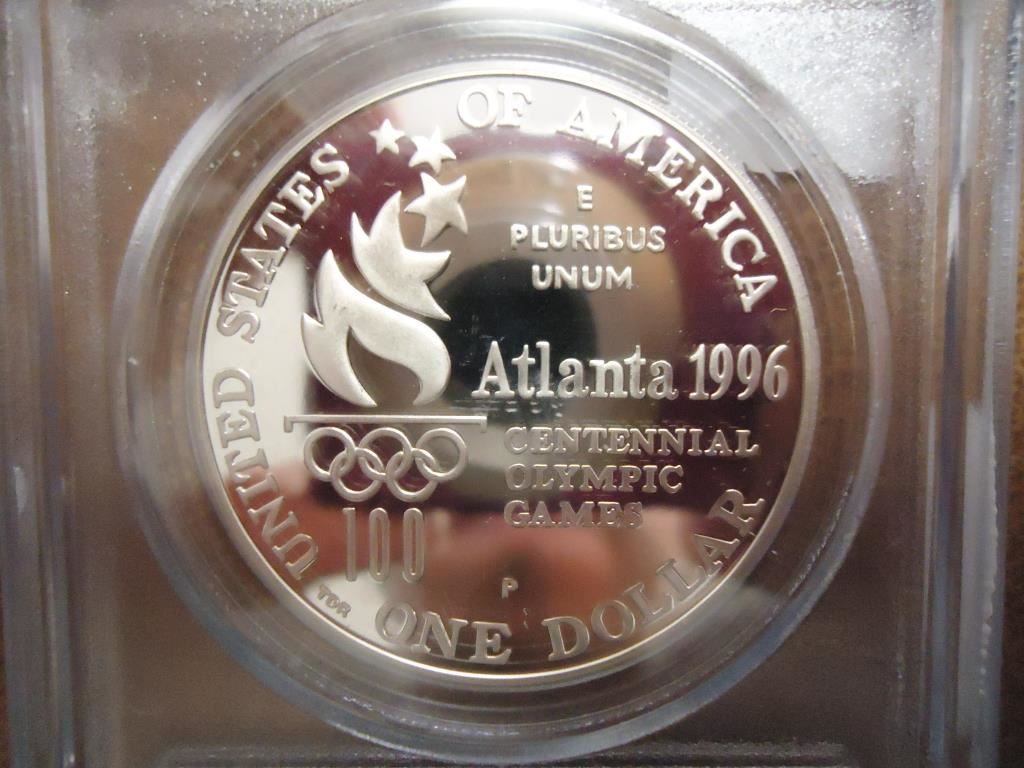 UNITED STATES OF AMERICA
E
PLURIBUS
UNUM
Atlanta 1996
CENTENNIAL
OLYMPIC
GAMES
100
P
TDR
ONE DOLLAR